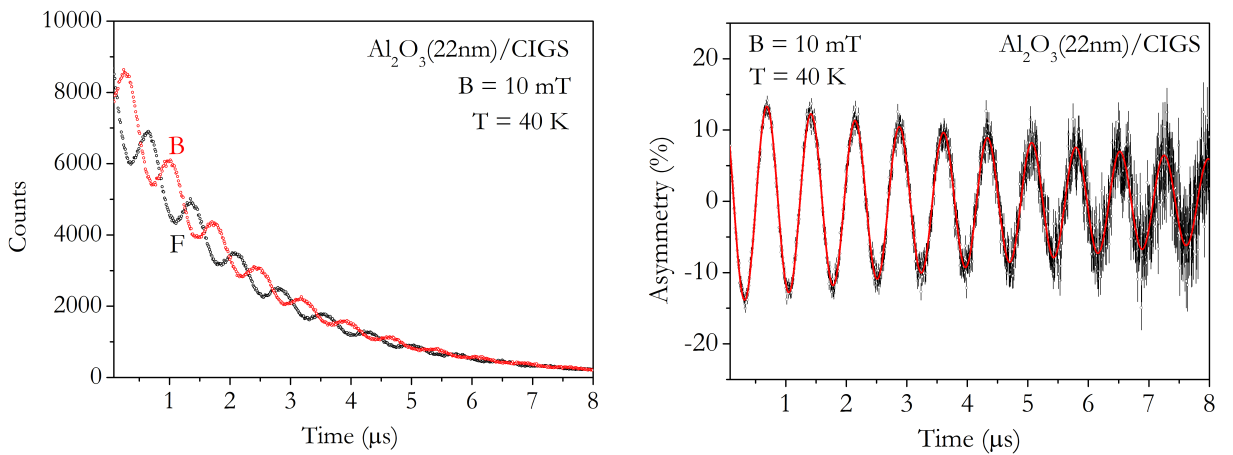 10000
8000
6000
4000
2000
0
Counts
Al₂O₃(22nm)/CIGS
B = 10 mT
T = 40 K
B
F
1 2 3 4 5 6 7 8
Time (µs)
20
10
0
-10
-20
Asymmetry (%)
B = 10 mT
T = 40 K
Al₂O₃(22nm)/CIGS
1 2 3 4 5 6 7 8
Time (µs)